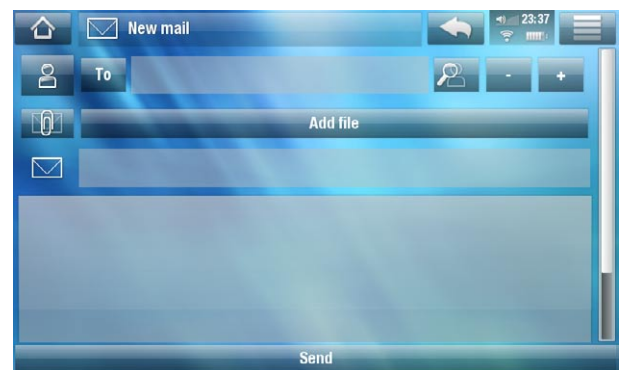 New mail
23:37
To
-
+
Add file
Send